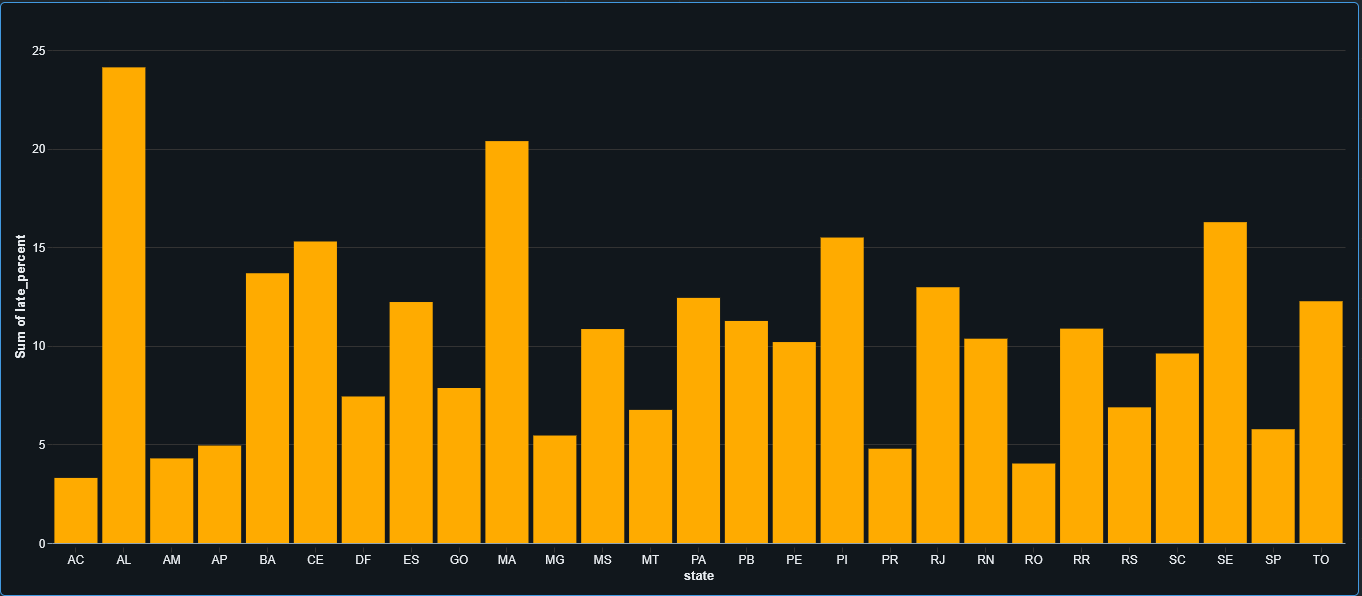 25
20
15
10
5
0
Sum of late_percent
AC AL AM AP BA CE DF ES GO MA MG MS MT PA PB PE PI PR RJ RN RO RR RS SC SE SP TO
state